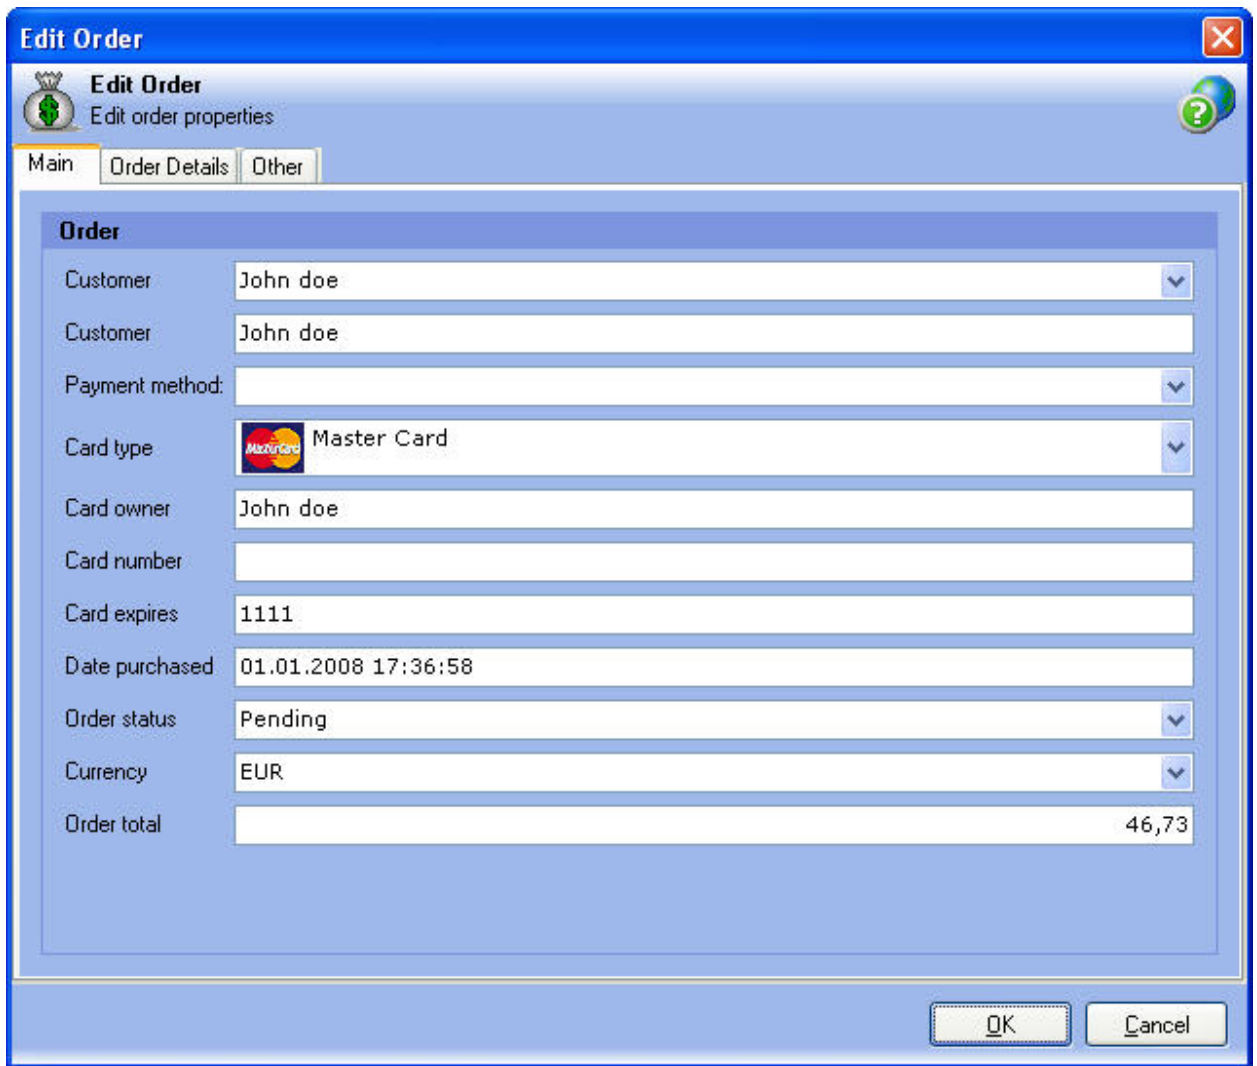 Edit Order
Edit Order
Edit order properties
Main Order Details Other
Order
Customer John doe
Customer John doe
Payment method:
Card type MasterCard Master Card
Card owner John doe
Card number
Card expires 1111
Date purchased 01.01.2008 17:36:58
Order status Pending
Currency EUR
Order total 46,73
OK Cancel